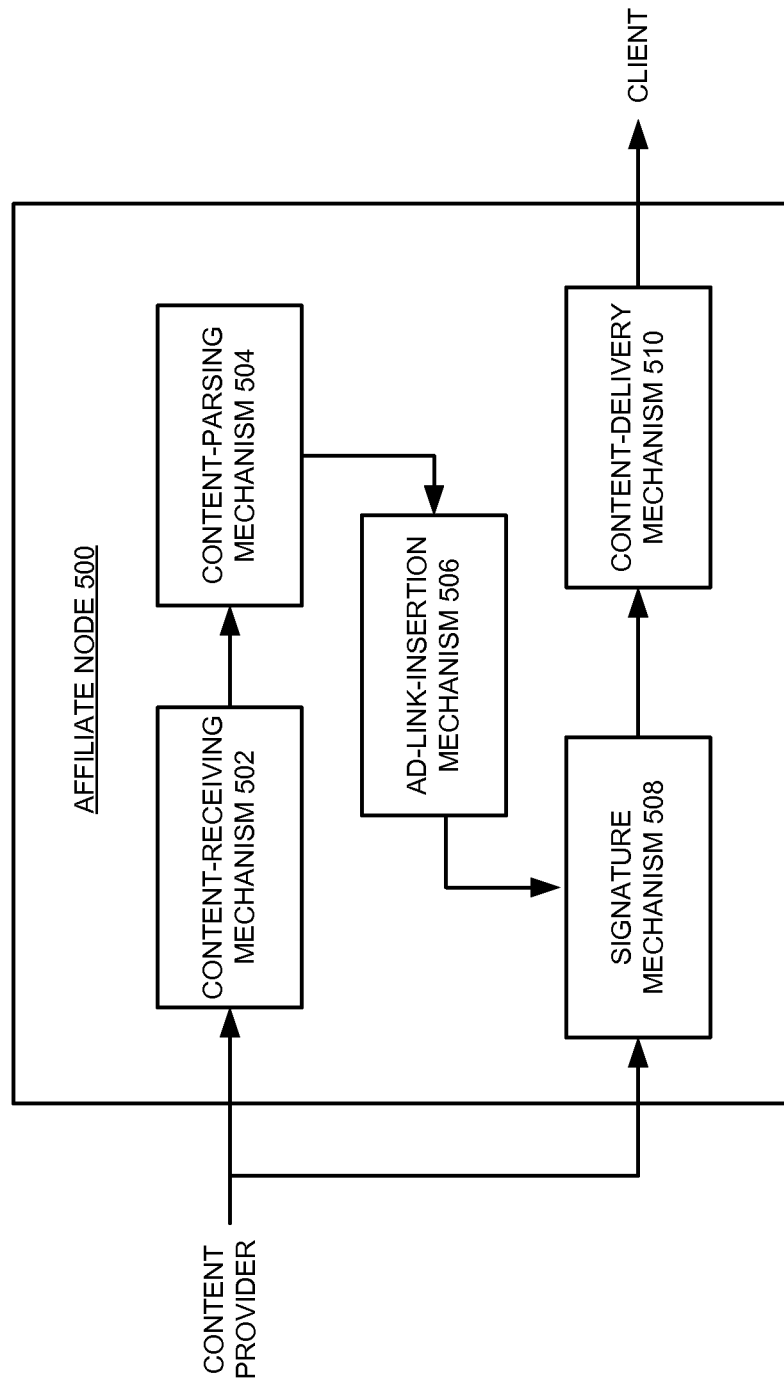 AFFILIATE NODE 500
CONTENT
PROVIDER
CONTENT-RECEIVING
MECHANISM 502
CONTENT-PARSING
MECHANISM 504
AD-LINK-INSERTION
MECHANISM 506
SIGNATURE
MECHANISM 508
CONTENT-DELIVERY
MECHANISM 510
CLIENT